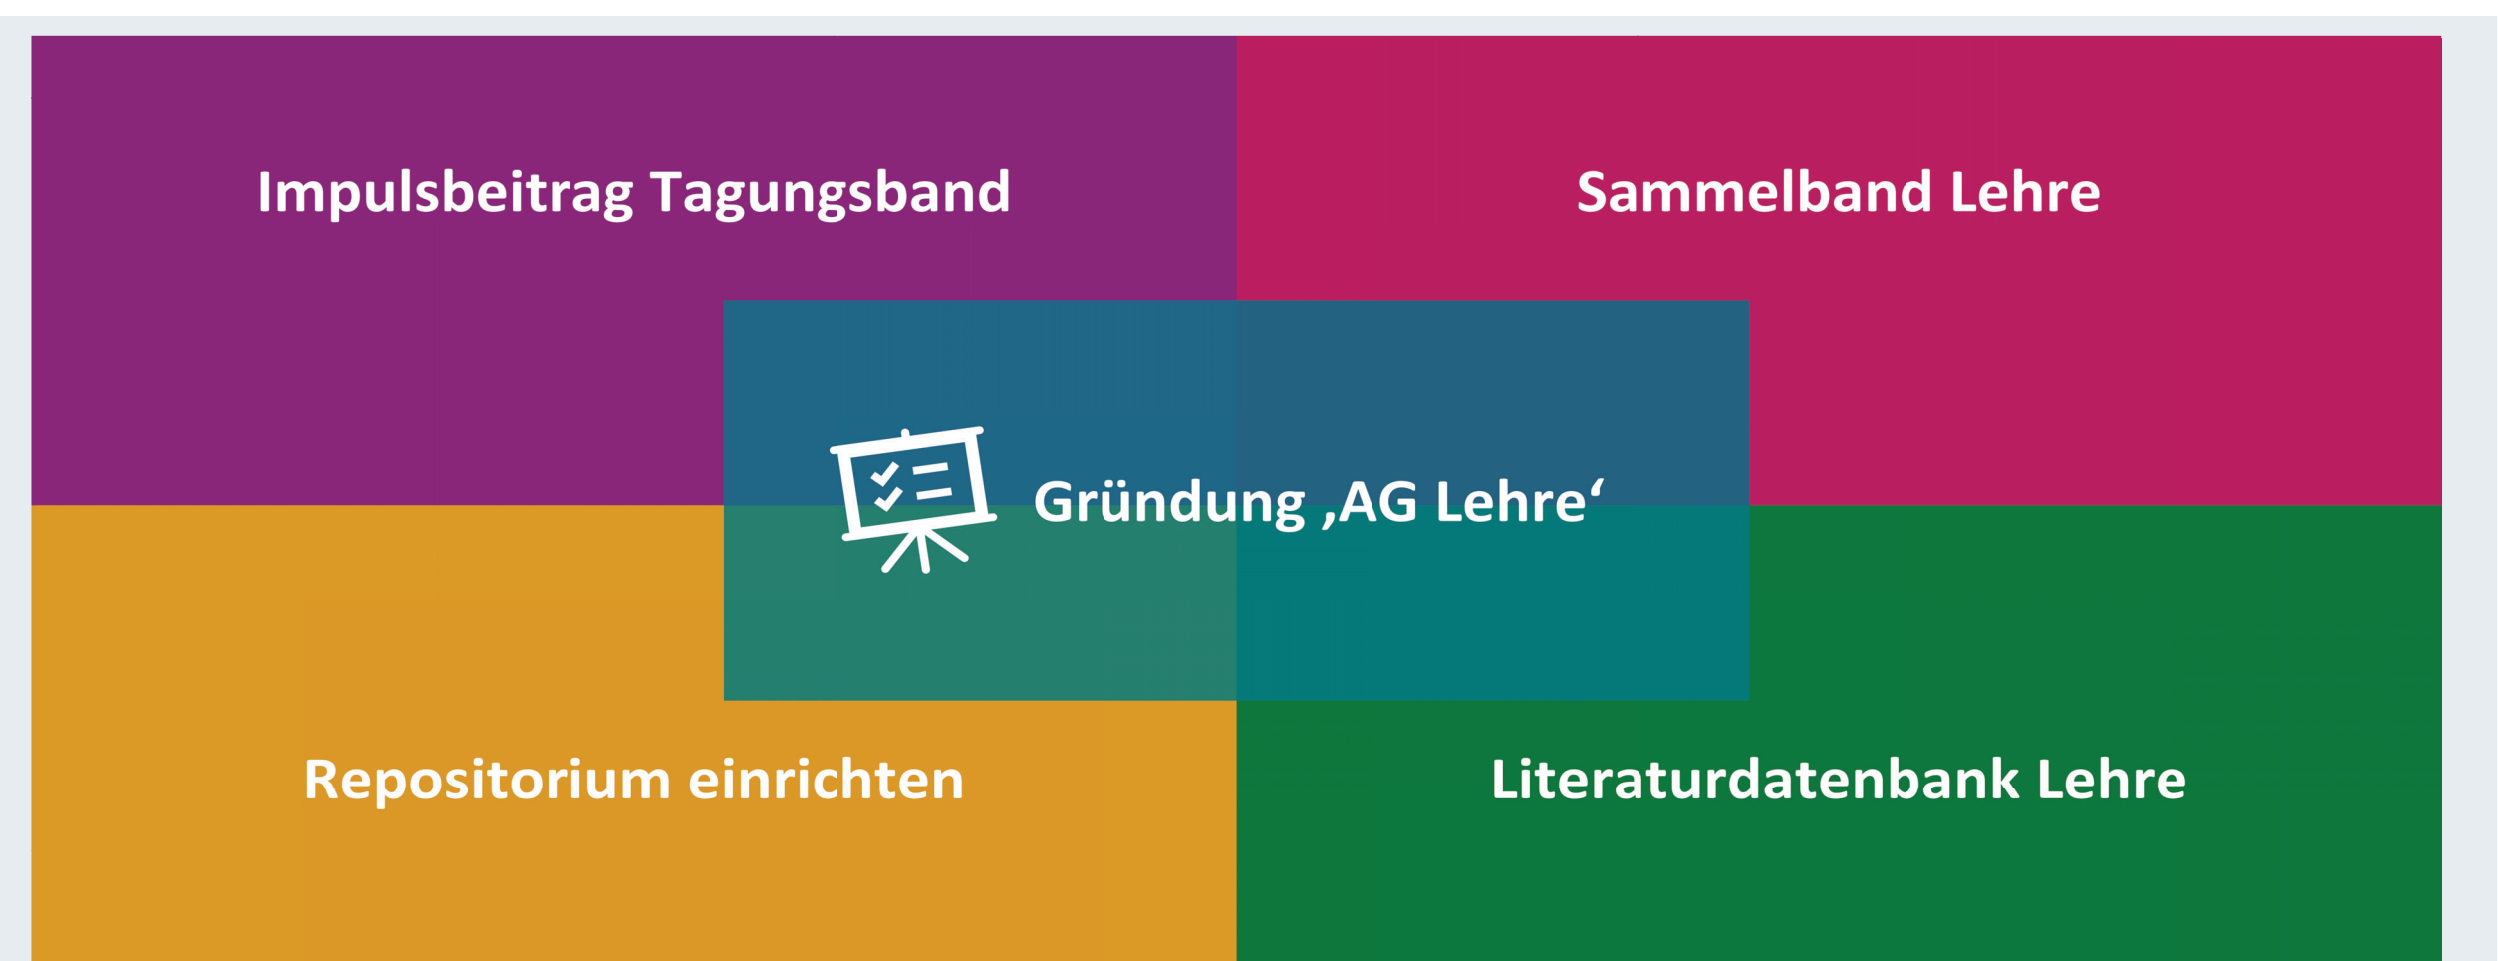 Impulsbeitrag Tagungsband
Sammelband Lehre
Gründung ‚AG Lehre‘
Repositorium einrichten
Literaturdatenbank Lehre